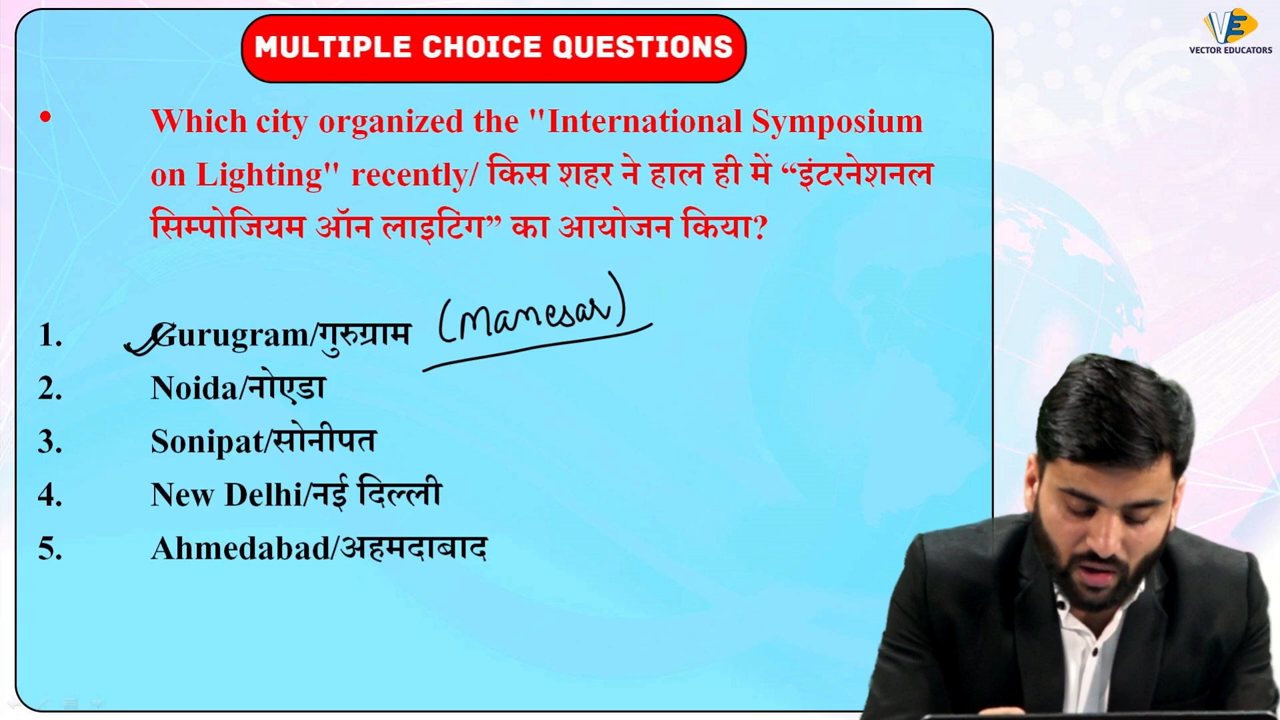 MULTIPLE CHOICE QUESTIONS
VE
VECTOR EDUCATORS
• Which city organized the "International Symposium
on Lighting" recently/ किस शहर ने हाल ही में “इंटरनेशनल
सिम्पोजियम ऑन लाइटिंग” का आयोजन किया?
1. Gurugram/गुरुग्राम (Manesar)
2. Noida/नोएडा
3. Sonipat/सोनीपत
4. New Delhi/नई दिल्ली
5. Ahmedabad/अहमदाबाद